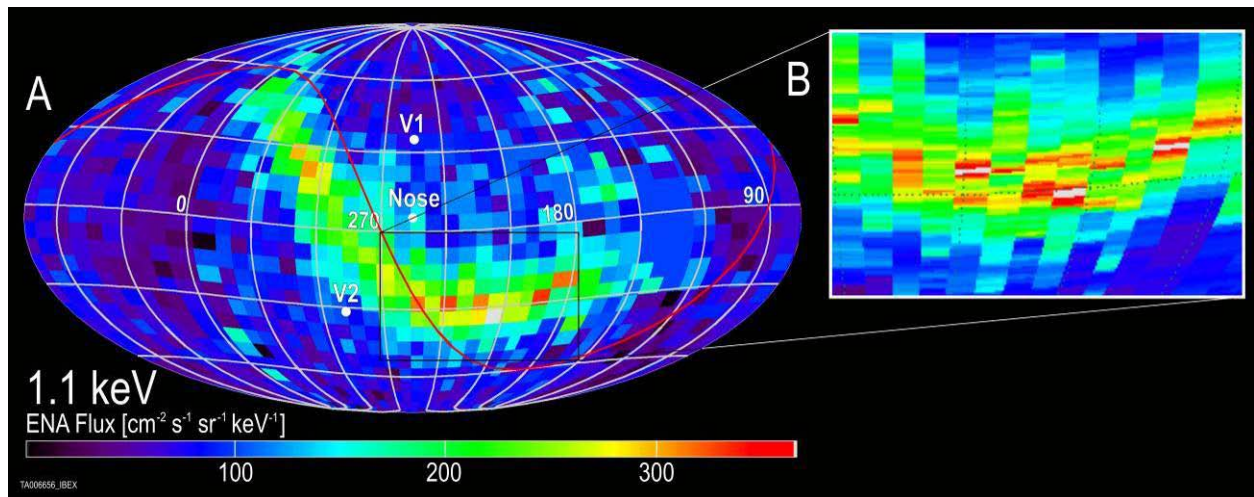 A
B
V1
Nose
0
270
180
90
V2
1.1 keV
ENA Flux [cm⁻² s⁻¹ sr⁻¹ keV⁻¹]
100
200
300
TA006656_IBEX